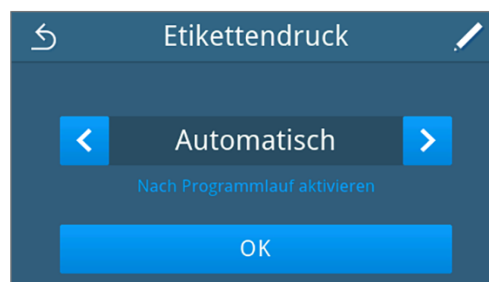 Etikettendruck
Automatisch
Nach Programmlauf aktivieren
OK